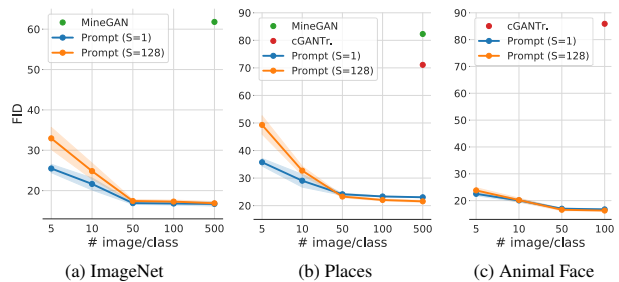 MineGAN
Prompt (S=1)
Prompt (S=128)
60
50
40
30
20
FID
5 10 50 100 500
# image/class
(a) ImageNet
MineGAN
cGANTr.
Prompt (S=1)
Prompt (S=128)
90
80
70
60
50
40
30
20
5 10 50 100 500
# image/class
(b) Places
cGANTr.
Prompt (S=1)
Prompt (S=128)
90
80
70
60
50
40
30
20
5 10 50 100
# image/class
(c) Animal Face